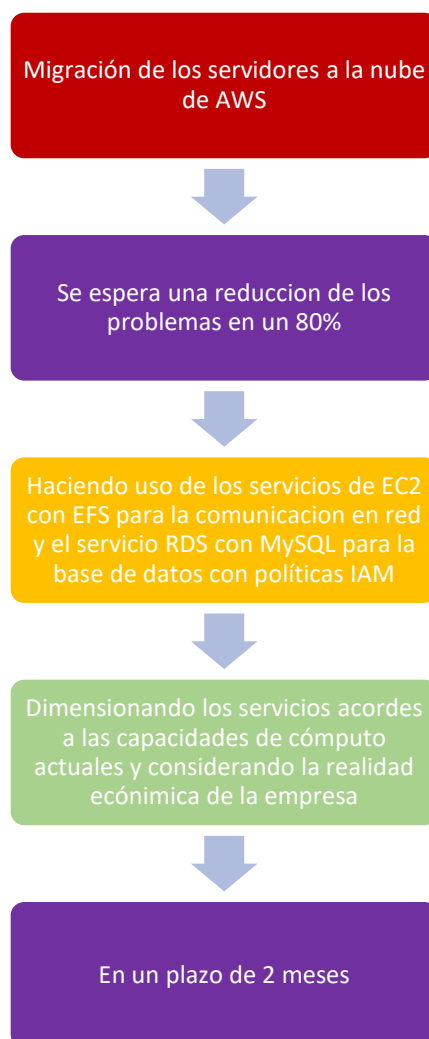 Migración de los servidores a la nube
de AWS
Se espera una reduccion de los
problemas en un 80%
Haciendo uso de los servicios de EC2
con EFS para la comunicacion en red
y el servicio RDS con MySQL para la
base de datos con políticas IAM
Dimensionando los servicios acordes
a las capacidades de cómputo
actuales y considerando la realidad
ecónimica de la empresa
En un plazo de 2 meses